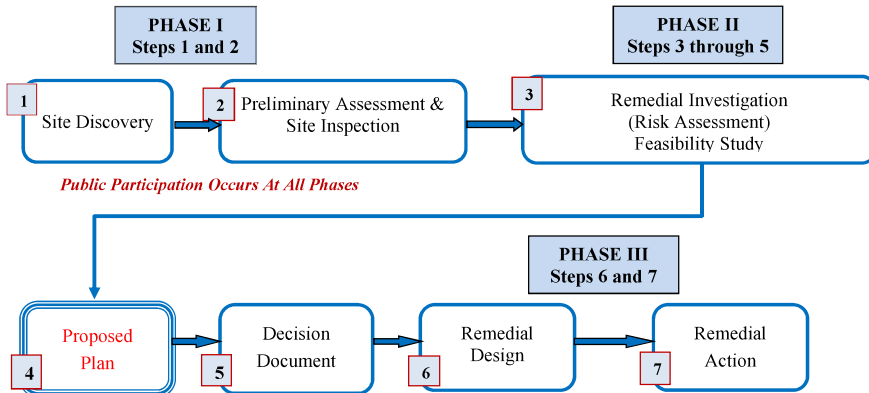 PHASE I
Steps 1 and 2
PHASE II
Steps 3 through 5
1
Site Discovery
2
Preliminary Assessment &
Site Inspection
3
Remedial Investigation
(Risk Assessment)
Feasibility Study
Public Participation Occurs At All Phases
PHASE III
Steps 6 and 7
Proposed
Plan
4
Decision
Document
5
Remedial
Design
6
Remedial
Action
7